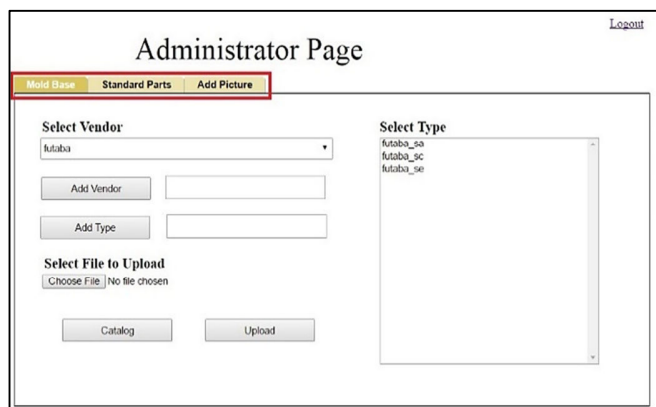 Logout
Administrator Page
Mold Base Standard Parts Add Picture
Select Vendor
futaba
Add Vendor
Add Type
Select File to Upload
Choose File No file chosen
Catalog Upload
Select Type
futaba_sa
futaba_sc
futaba_se